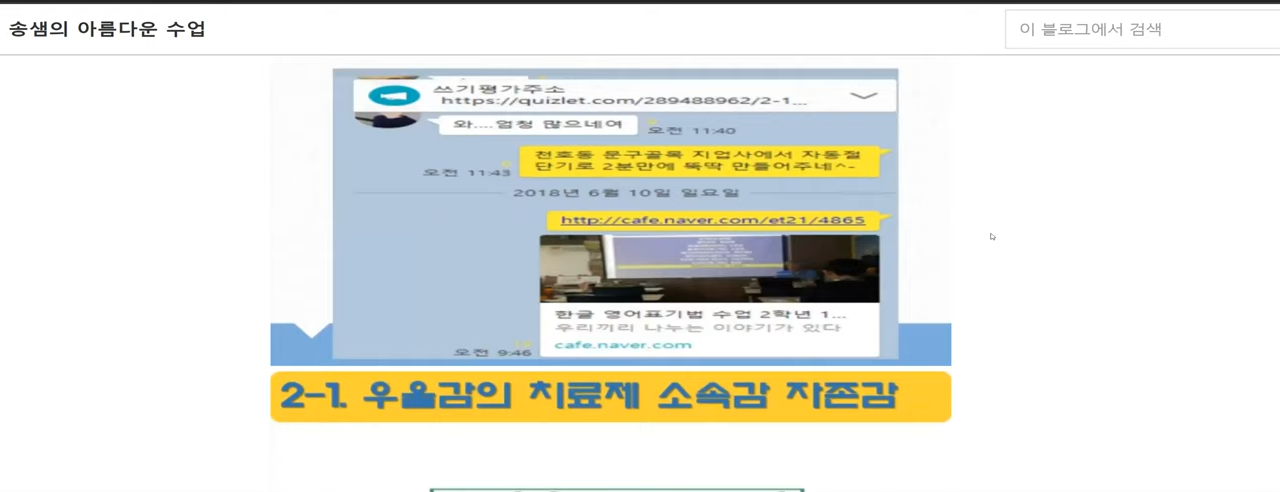 송샘의 아름다운 수업
이 블로그에서 검색
쓰기평가주소
https://quizlet.com/289488962/2-1...
와....엄청 많으네여
오전 11:40
천호동 문구골목 지업사에서 자동절
단기로 2분만에 뚝딱 만들어주네^~
오전 11:43
2018년 6월 10일 일요일
http://cafe.naver.com/et21/4865
한글 영어표기법 수업 2학년 1...
우리끼리 나누는 이야기가 있다
cafe.naver.com
오전 9:46
2-1. 우울감의 치료제 소속감 자존감